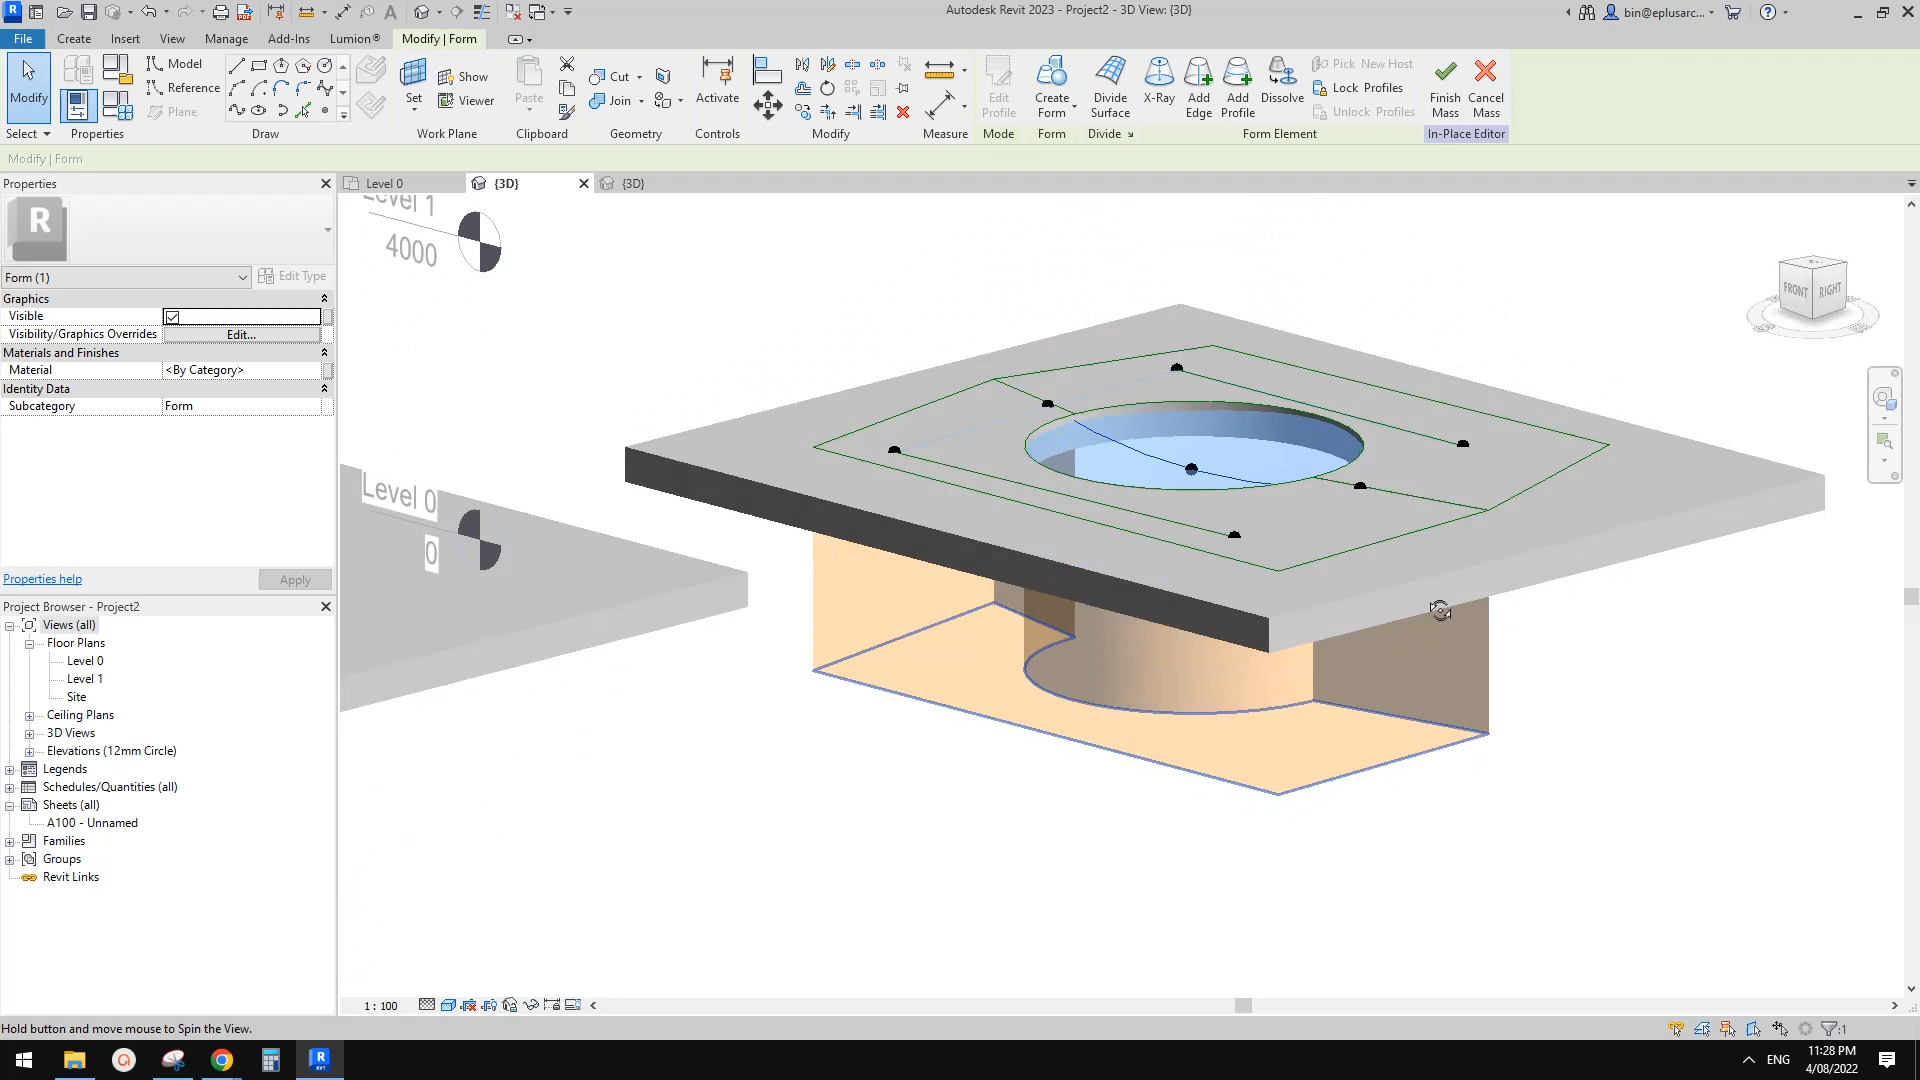 Autodesk Revit 2023 - Project2 - 3D View: {3D}
bin@eplusarc...
File
Create
Insert
View
Manage
Add-Ins
Lumion®
Modify | Form
Modify
Model
Reference
Plane
Set
Show
Viewer
Paste
Cut
Join
Activate
Edit Profile
Create Form
Divide Surface
X-Ray
Add Edge
Add Profile
Dissolve
Pick New Host
Lock Profiles
Unlock Profiles
Finish Mass
Cancel Mass
Select
Properties
Draw
Work Plane
Clipboard
Geometry
Controls
Modify
Measure
Mode
Form
Divide
Form Element
In-Place Editor
Modify | Form
Properties
Level 0
{3D}
{3D}
R
Form (1)
Edit Type
Graphics
Visible
Visibility/Graphics Overrides
Edit...
Materials and Finishes
Material
<By Category>
Identity Data
Subcategory
Form
Properties help
Apply
Project Browser - Project2
Views (all)
Floor Plans
Level 0
Level 1
Site
Ceiling Plans
3D Views
Elevations (12mm Circle)
Legends
Schedules/Quantities (all)
Sheets (all)
A100 - Unnamed
Families
Groups
Revit Links
Level 1
4000
Level 0
0
FRONT
RIGHT
1 : 100
Hold button and move mouse to Spin the View.
:1
ENG
11:28 PM
4/08/2022